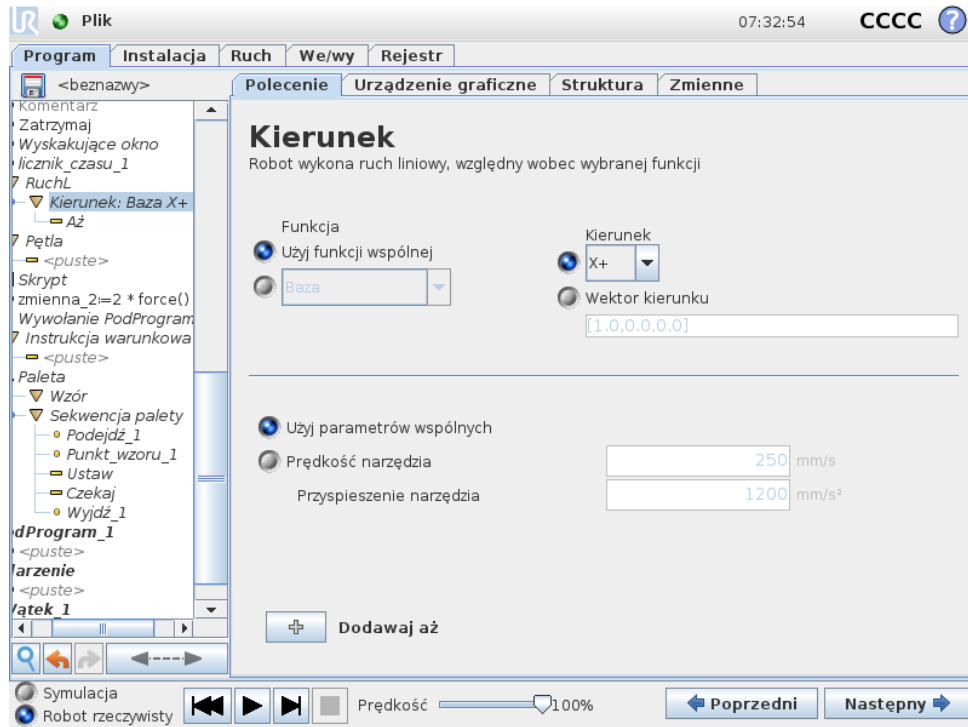 UR Plik 07:32:54 CCCC ?
Program Instalacja Ruch We/wy Rejestr
<beznazwy>
Polecenie Urządzenie graficzne Struktura Zmienne
Komentarz
Zatrzymaj
Wyskakujące okno
licznik_czasu_1
RuchL
Kierunek: Baza X+
Aż
Pętla
<puste>
Skrypt
zmienna_2:=2 * force()
Wywołanie PodProgram
Instrukcja warunkowa
<puste>
Paleta
Wzór
Sekwencja palety
Podejdź_1
Punkt_wzoru_1
Ustaw
Czekaj
Wyjdź_1
dProgram_1
<puste>
arzenie
<puste>
ątek_1
Kierunek
Robot wykona ruch liniowy, względny wobec wybranej funkcji
Funkcja
Użyj funkcji wspólnej
Baza
Kierunek
X+
Wektor kierunku
[1.0,0.0,0.0]
Użyj parametrów wspólnych
Prędkość narzędzia 250 mm/s
Przyspieszenie narzędzia 1200 mm/s²
Dodawaj aż
Symulacja
Robot rzeczywisty
Prędkość 100%
Poprzedni Następny